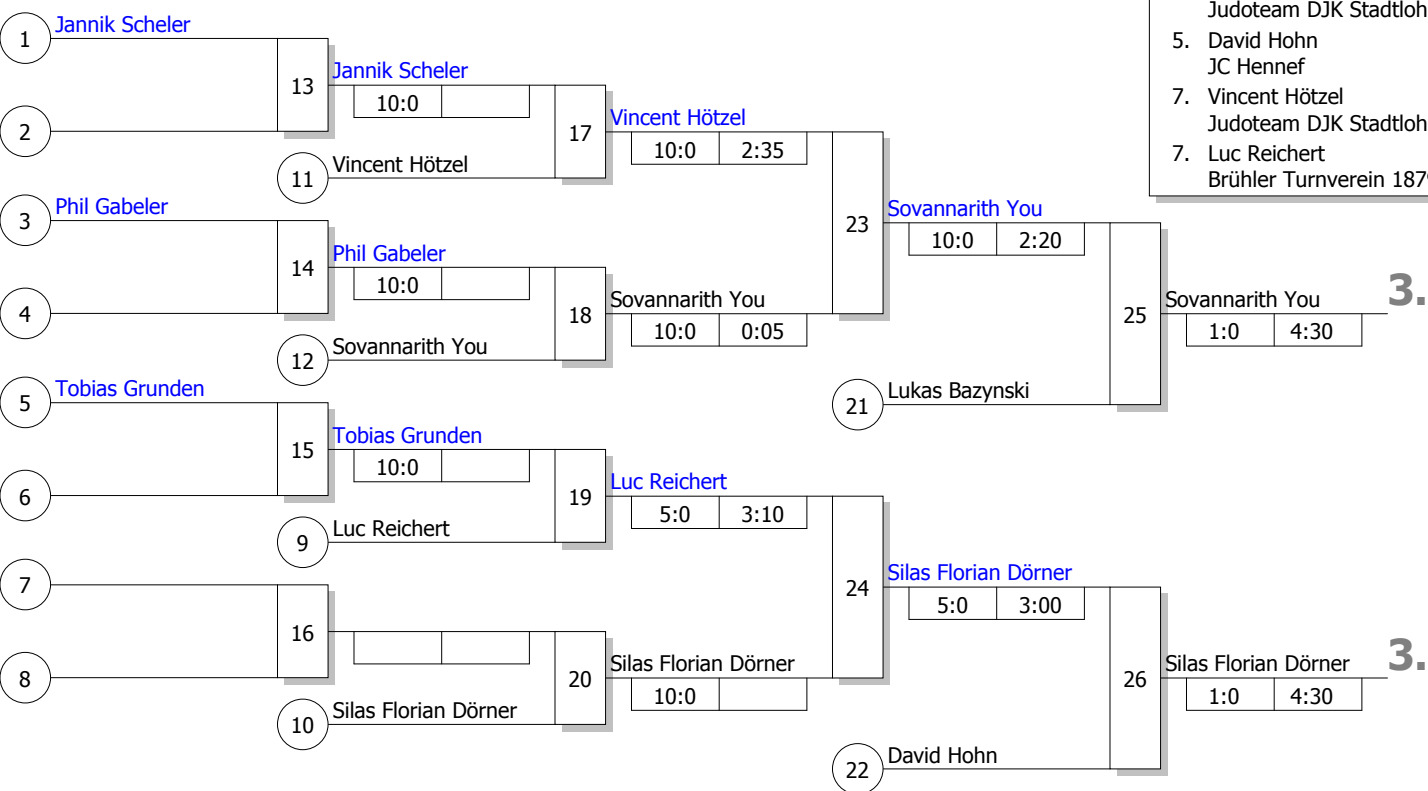 Judoteam DJK Stadtloh
5. David Hohn
JC Hennef
7. Vincent Hötzel
Judoteam DJK Stadtloh
7. Luc Reichert
Brühler Turnverein 187
1 Jannik Scheler
2
13 Jannik Scheler
10:0
11 Vincent Hötzel
17 Vincent Hötzel
10:0 2:35
3 Phil Gabeler
4
14 Phil Gabeler
10:0
12 Sovannarith You
18 Sovannarith You
10:0 0:05
23 Sovannarith You
10:0 2:20
21 Lukas Bazynski
25 Sovannarith You 3.
1:0 4:30
5 Tobias Grunden
6
15 Tobias Grunden
10:0
9 Luc Reichert
19 Luc Reichert
5:0 3:10
7
8
16
10 Silas Florian Dörner
20 Silas Florian Dörner
10:0
24 Silas Florian Dörner
5:0 3:00
22 David Hohn
26 Silas Florian Dörner 3.
1:0 4:30